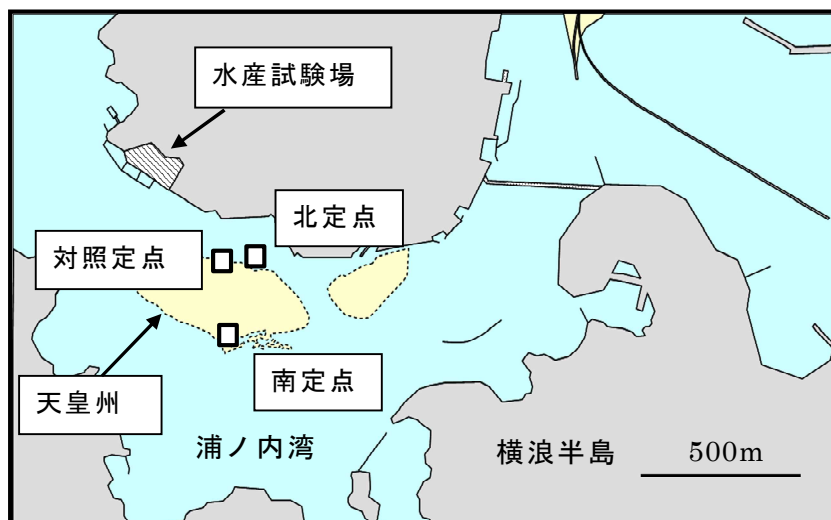 水産試験場
北定点
対照定点
南定点
天皇州
浦ノ内湾
横浪半島
500m